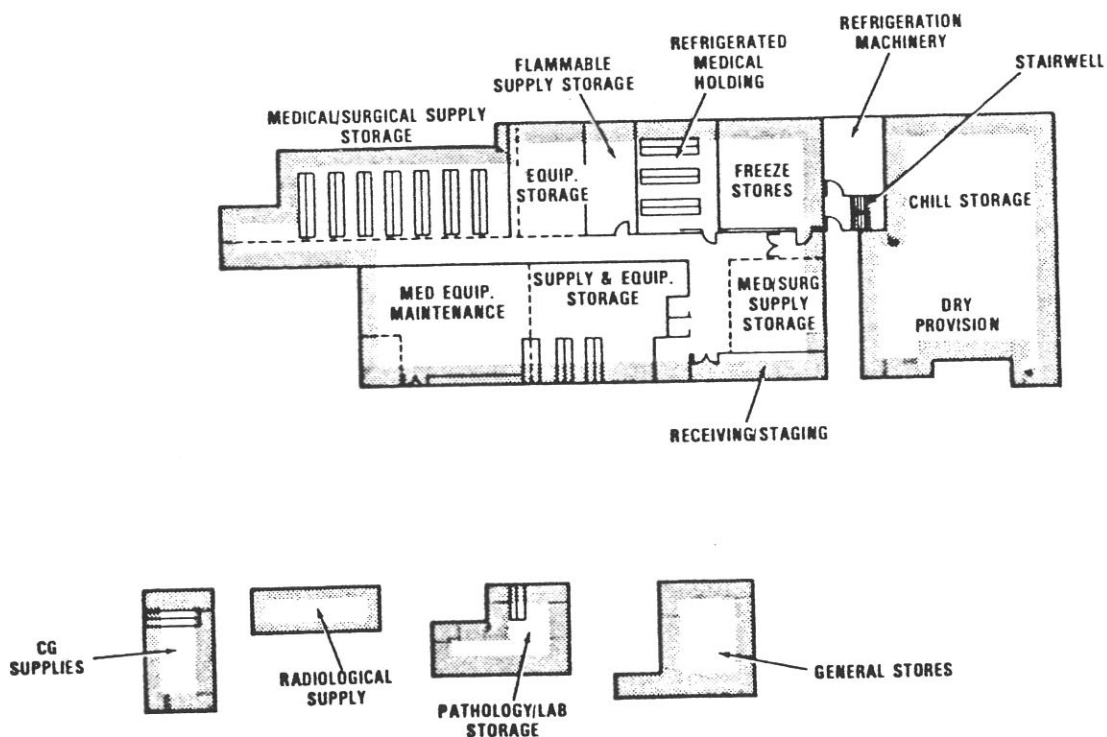 REFRIGERATION
MACHINERY
REFRIGERATED
MEDICAL
HOLDING
FLAMMABLE
SUPPLY STORAGE
STAIRWELL
MEDICAL/SURGICAL SUPPLY
STORAGE
EQUIP.
STORAGE
FREEZE
STORES
CHILL STORAGE
MED EQUIP.
MAINTENANCE
SUPPLY & EQUIP.
STORAGE
MED/SURG
SUPPLY
STORAGE
DRY
PROVISION
RECEIVING/STAGING
CG
SUPPLIES
RADIOLOGICAL
SUPPLY
PATHOLOGY/LAB
STORAGE
GENERAL STORES